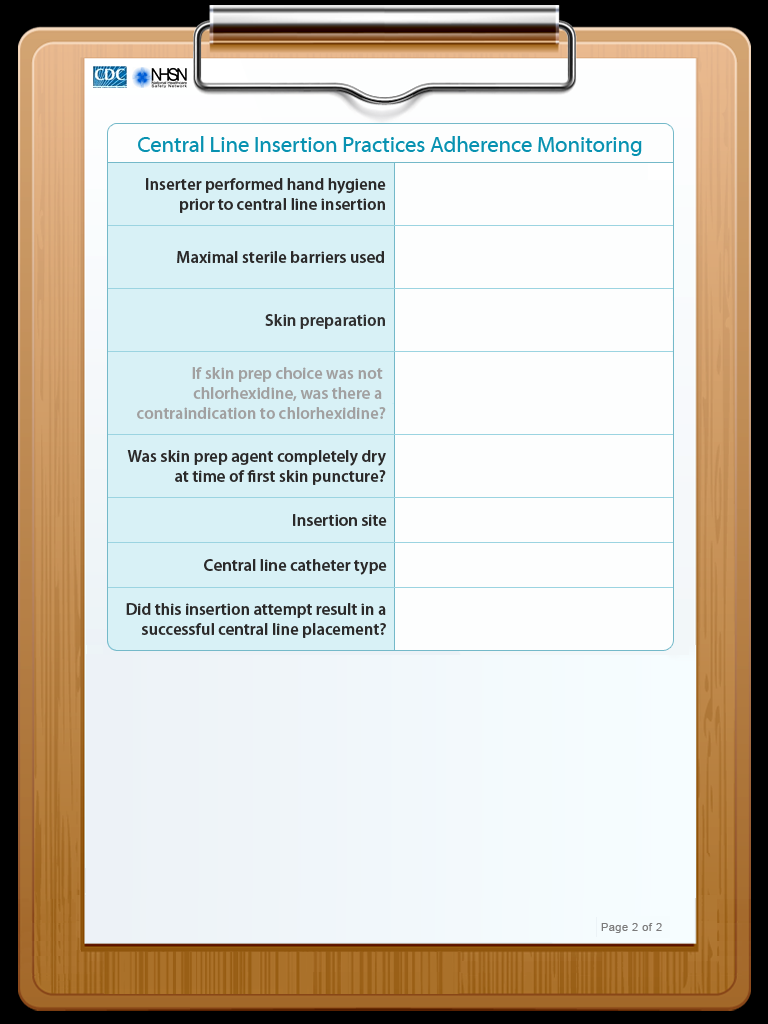 CDC
NHSN
National Healthcare
Safety Network
Central Line Insertion Practices Adherence Monitoring
Inserter performed hand hygiene
prior to central line insertion
Maximal sterile barriers used
Skin preparation
If skin prep choice was not
chlorhexidine, was there a
contraindication to chlorhexidine?
Was skin prep agent completely dry
at time of first skin puncture?
Insertion site
Central line catheter type
Did this insertion attempt result in a
successful central line placement?
Page 2 of 2